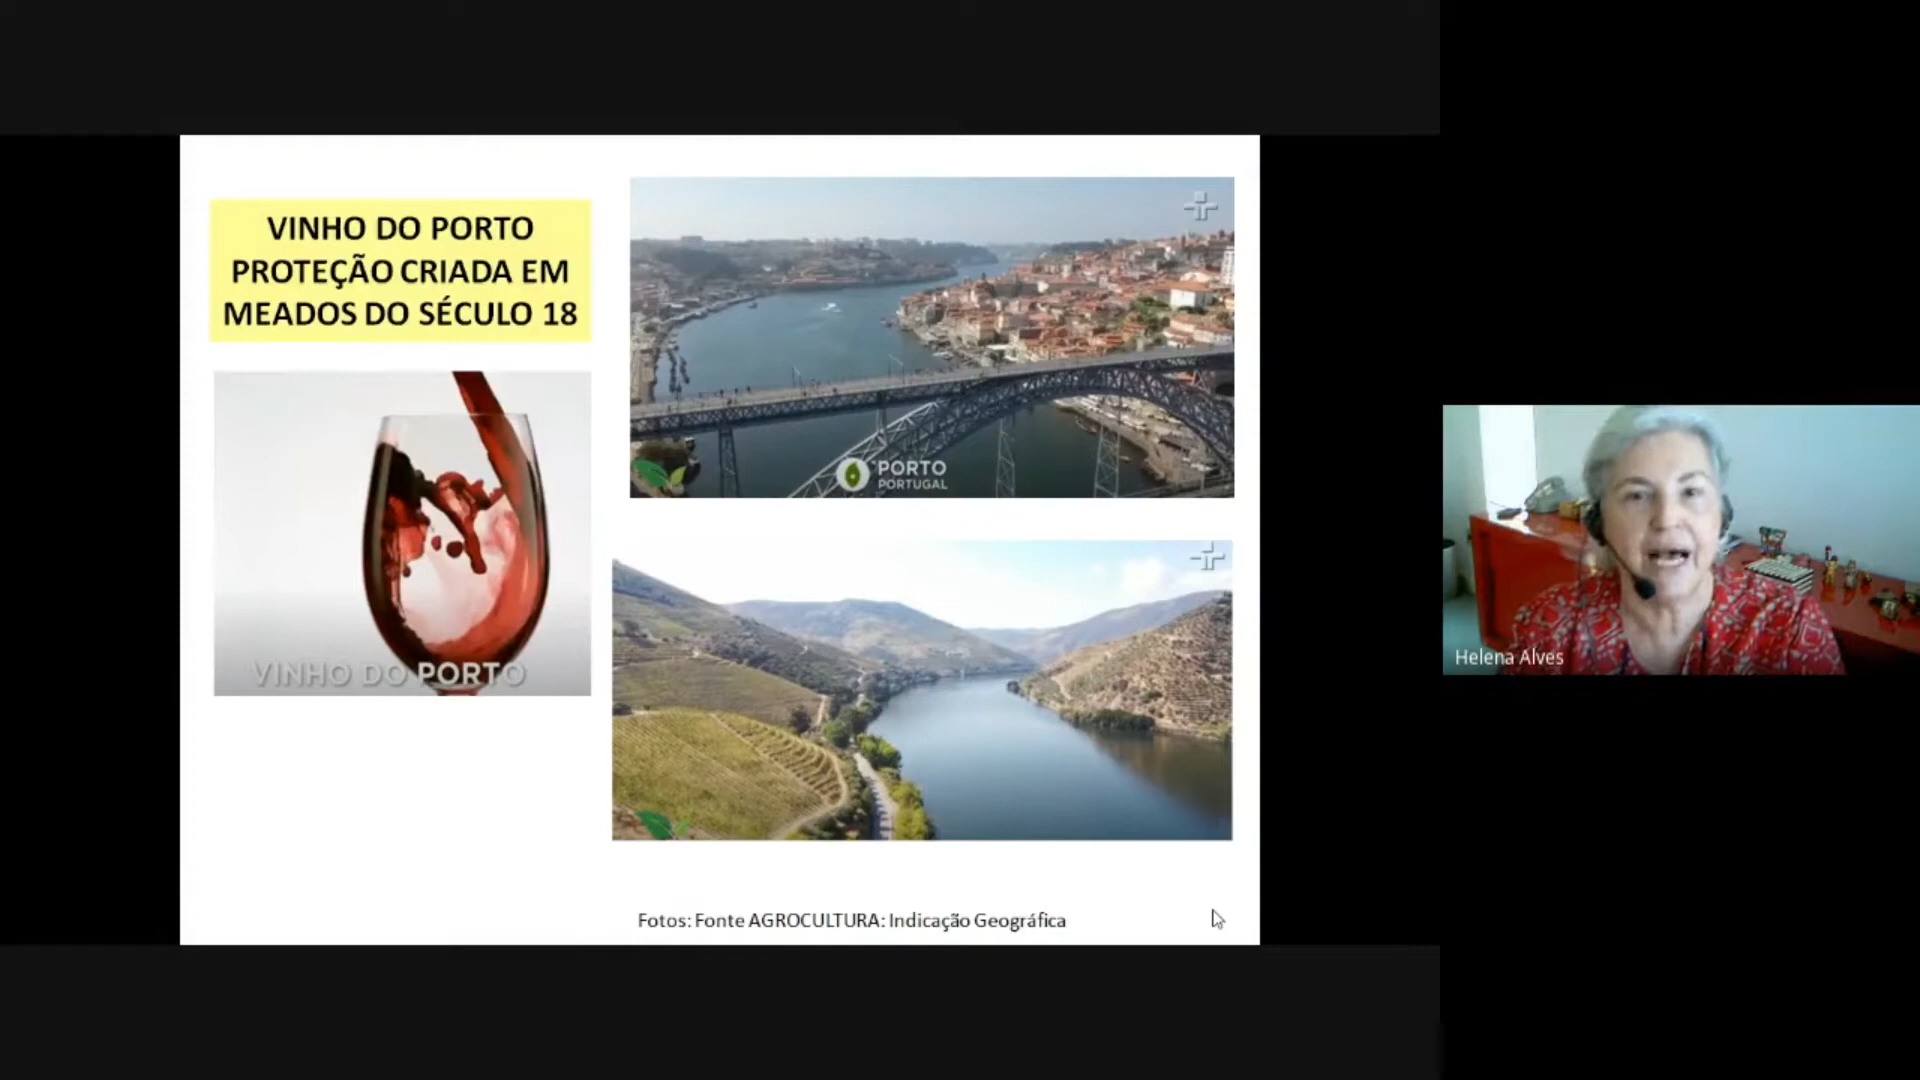 VINHO DO PORTO
PROTEÇÃO CRIADA EM
MEADOS DO SÉCULO 18
PORTO
PORTUGAL
VINHO DO PORTO
Helena Alves
Fotos: Fonte AGROCULTURA: Indicação Geográfica